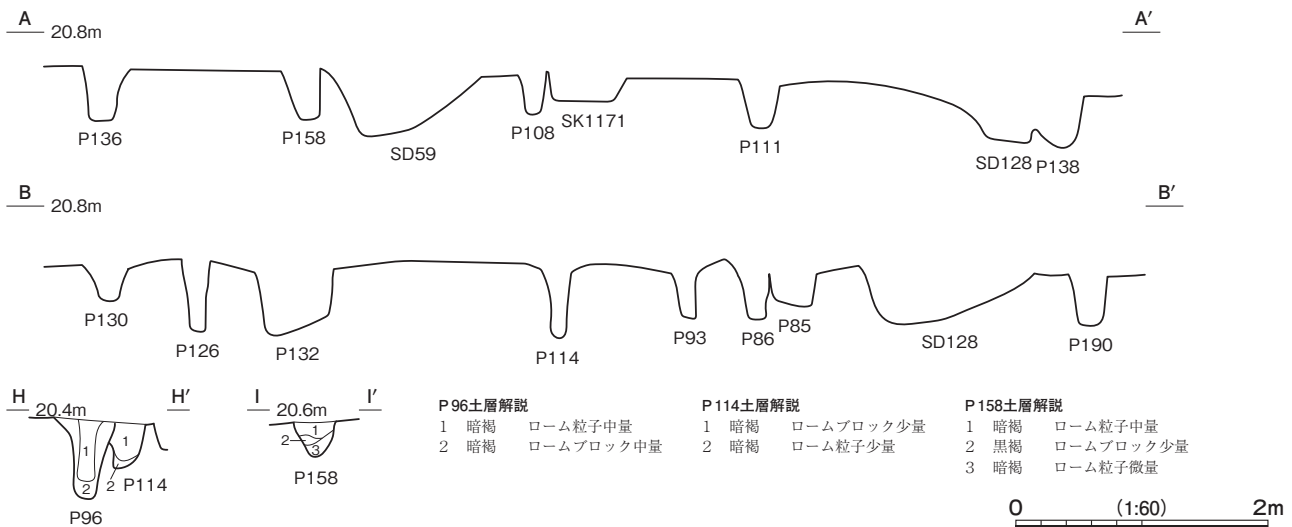 A A′
20.8m
P136 P158 SD59 P108 SK1171 P111 SD128 P138
B B′
20.8m
P130 P126 P132 P114 P93 P86 P85 SD128 P190
H 20.4m H′
1 1
2 2 P114
P96
I 20.6m I′
1
2
3
P158
P96土層解説
1 暗褐 ローム粒子中量
2 暗褐 ロームブロック中量
P114土層解説
1 暗褐 ロームブロック少量
2 暗褐 ローム粒子少量
P158土層解説
1 暗褐 ローム粒子中量
2 黒褐 ロームブロック少量
3 暗褐 ローム粒子微量
0 (1:60) 2m